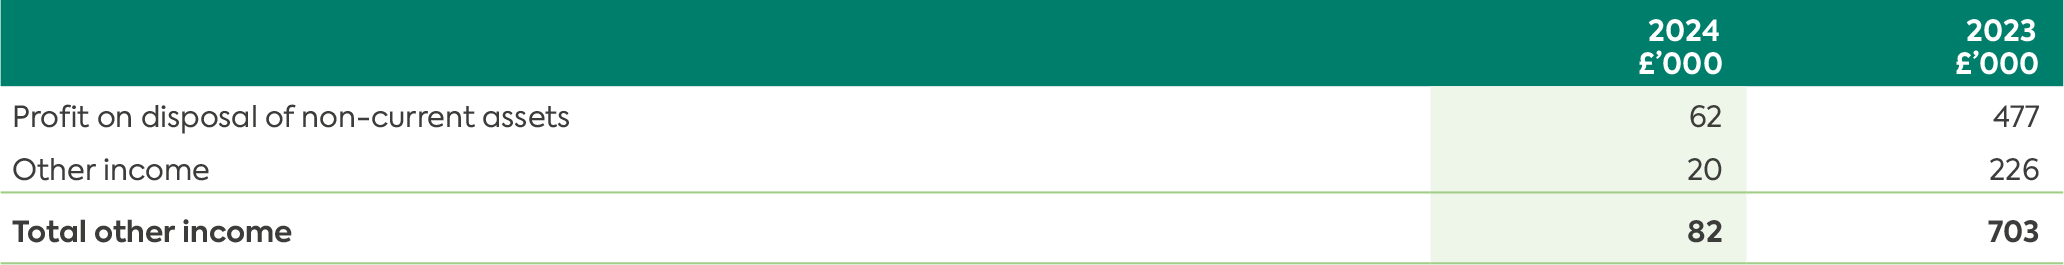 2024 2023
£’000 £’000
Profit on disposal of non-current assets 62 477
Other income 20 226
Total other income 82 703